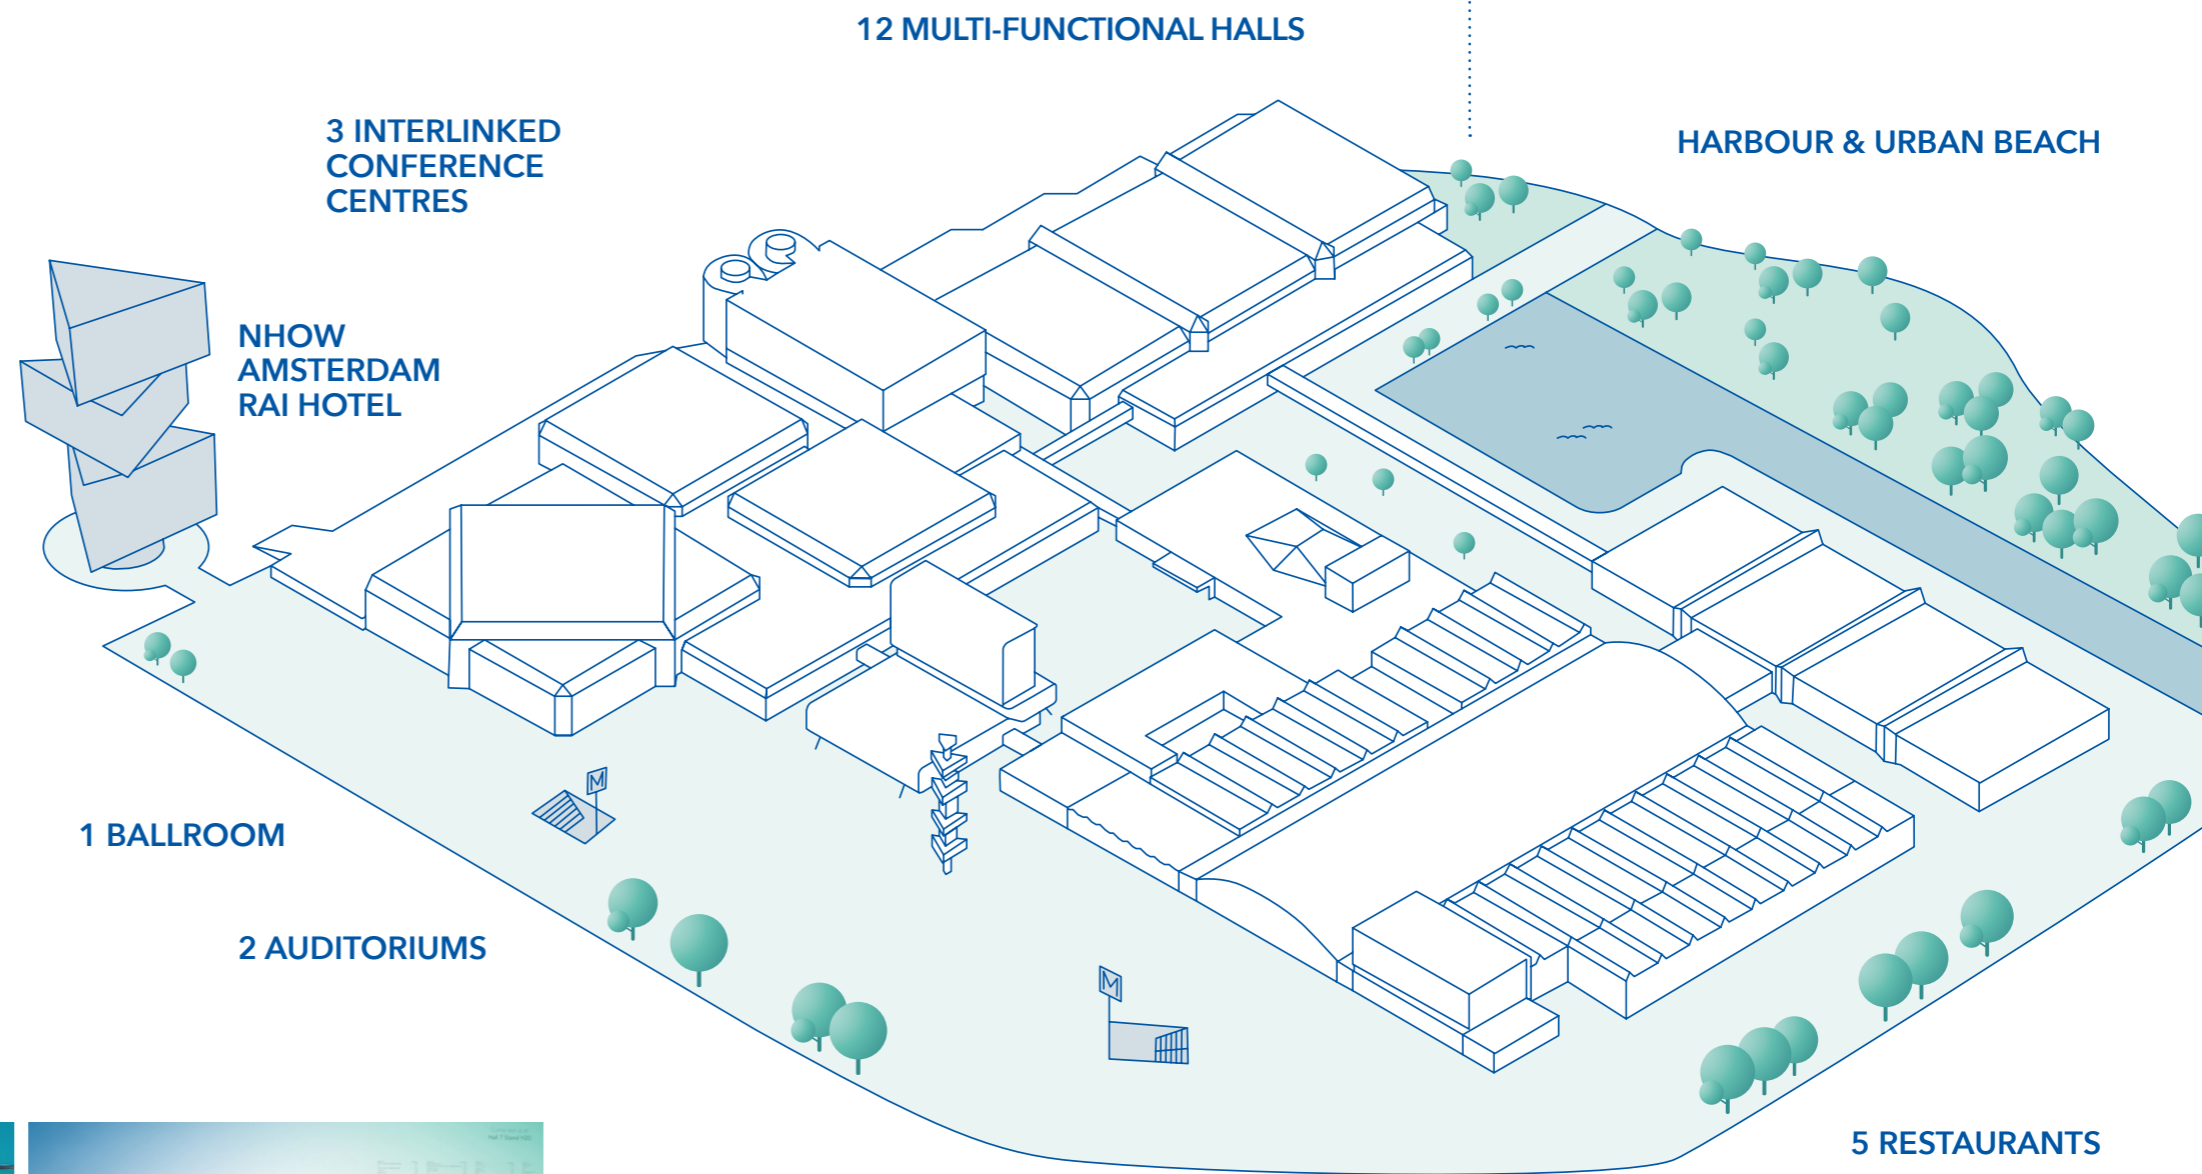 12 MULTI-FUNCTIONAL HALLS
3 INTERLINKED
CONFERENCE
CENTRES
HARBOUR & URBAN BEACH
NHOW
AMSTERDAM
RAI HOTEL
M
1 BALLROOM
2 AUDITORIUMS
M
5 RESTAURANTS